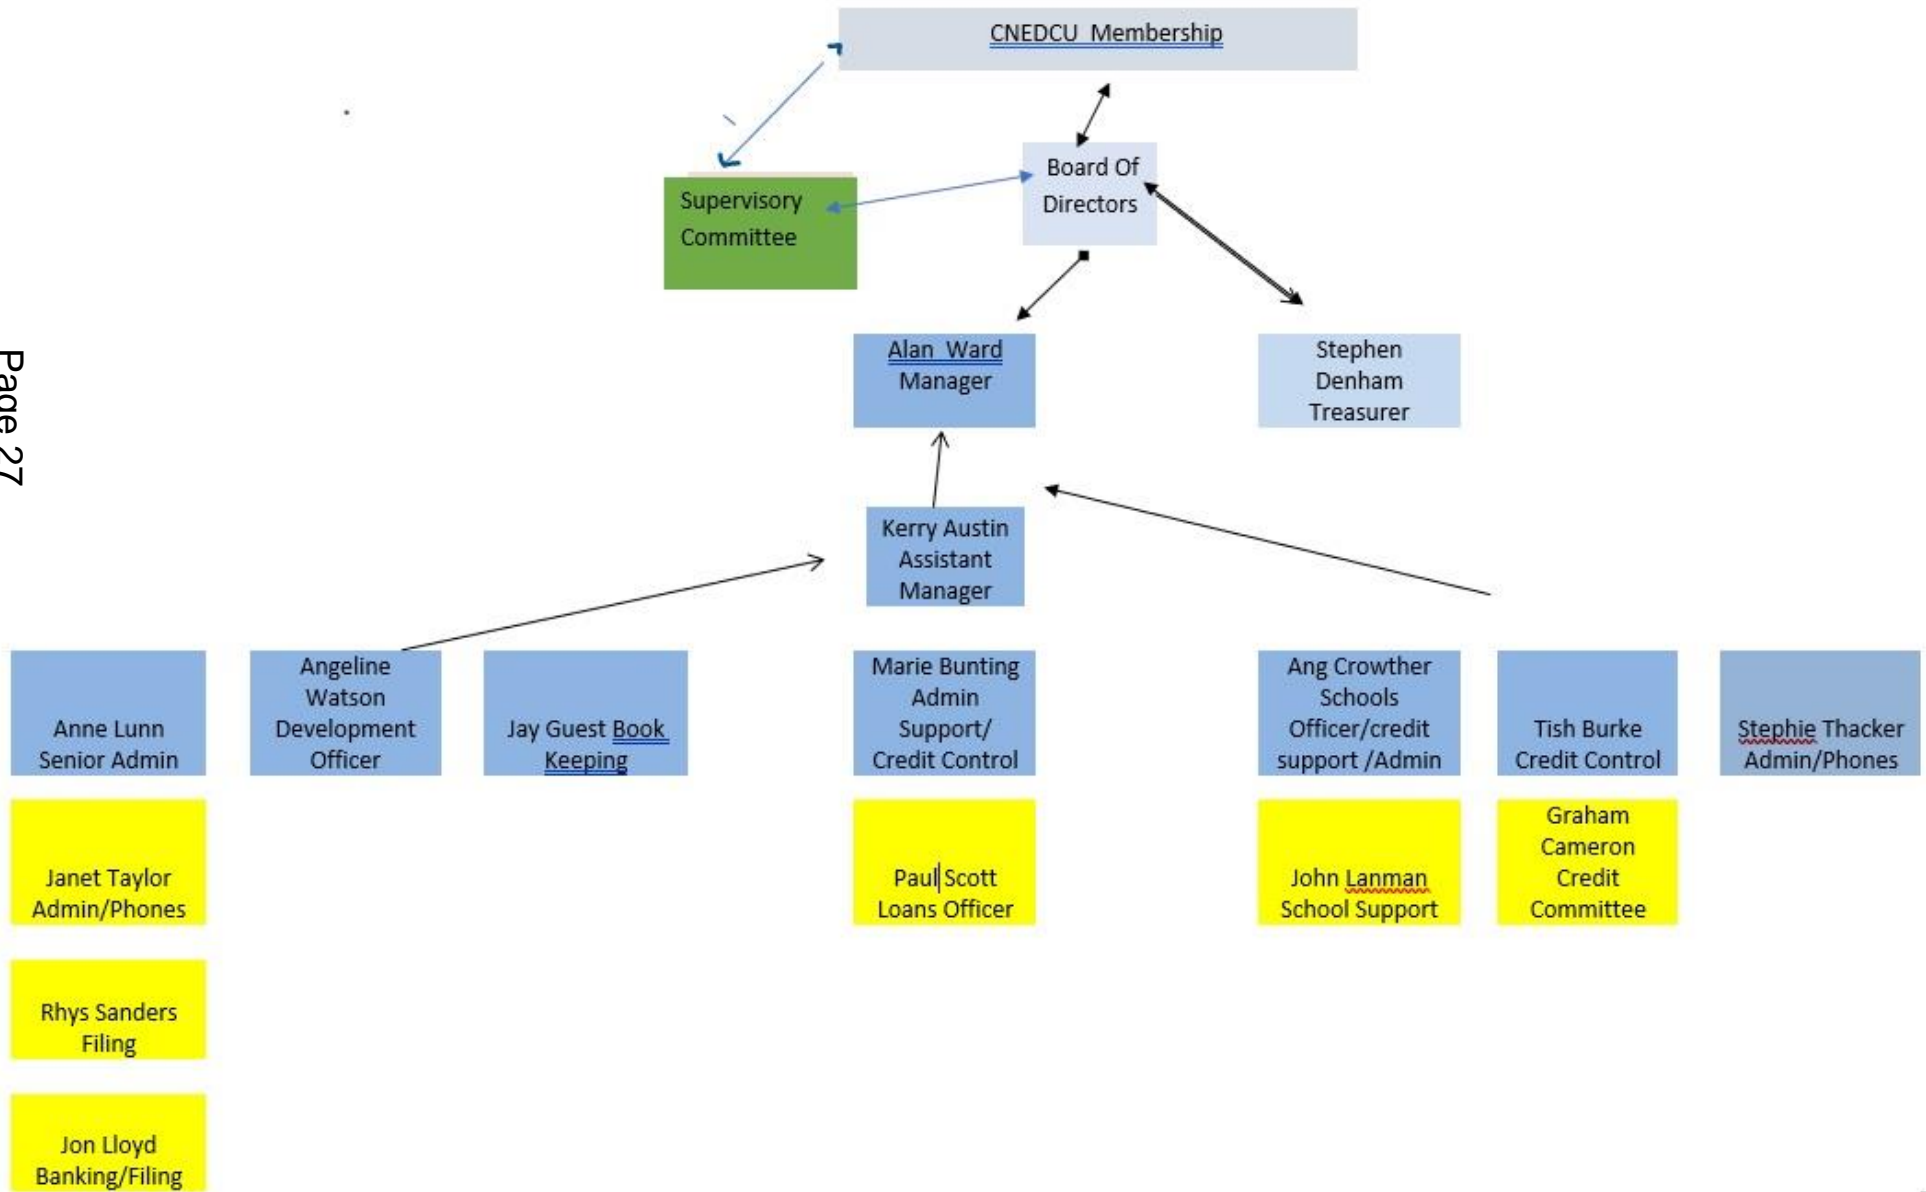 CNEDCU  Membership
Board Of
Directors
Supervisory
Committee
Alan  Ward
Manager
Stephen
Denham
Treasurer
Page 27
Kerry Austin
Assistant
Manager
Anne Lunn
Senior Admin
Angeline
Watson
Development
Officer
Jay Guest Book
Keeping
Marie Bunting
Admin
Support/
Credit Control
Ang Crowther
Schools
Officer/credit
support /Admin
Tish Burke
Credit Control
Stephie Thacker
Admin/Phones
Janet Taylor
Admin/Phones
Paul Scott
Loans Officer
John Lanman
School Support
Graham
Cameron
Credit
Committee
Rhys Sanders
Filing
Jon Lloyd
Banking/Filing